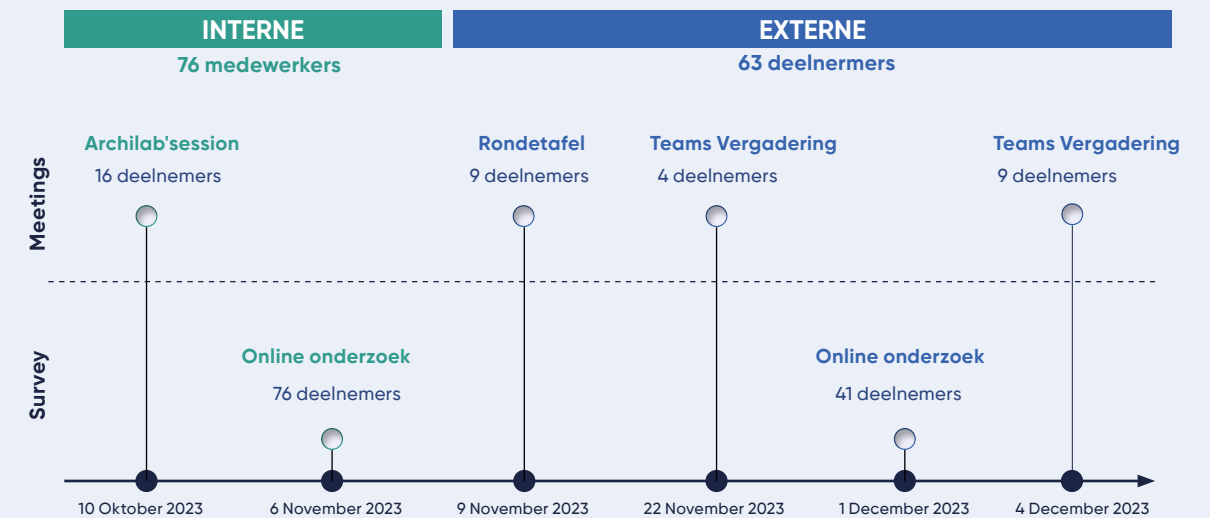 INTERNE
76 medewerkers
EXTERNE
63 deelnermers
Meetings
Archilab'session
16 deelnemers
Rondetafel
9 deelnemers
Teams Vergadering
4 deelnemers
Teams Vergadering
9 deelnemers
Survey
Online onderzoek
76 deelnemers
Online onderzoek
41 deelnemers
10 Oktober 2023
6 November 2023
9 November 2023
22 November 2023
1 December 2023
4 December 2023